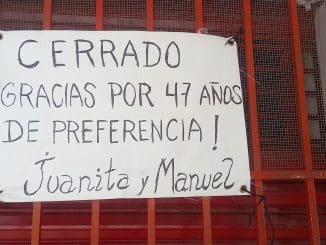 CERRADO
GRACIAS POR 47 AÑOS
DE PREFERENCIA!
Juanita y Manuel